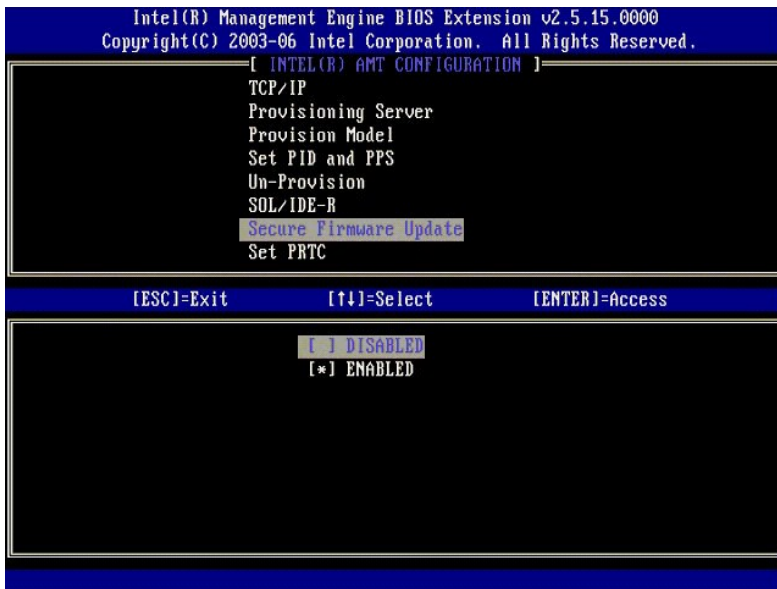 Intel(R) Management Engine BIOS Extension v2.5.15.0000
Copyright(C) 2003-06 Intel Corporation. All Rights Reserved.
[ INTEL(R) AMT CONFIGURATION ]
TCP/IP
Provisioning Server
Provision Model
Set PID and PPS
Un-Provision
SOL/IDE-R
Secure Firmware Update
Set PRTC
[ESC]=Exit [↑↓]=Select [ENTER]=Access
[ ] DISABLED
[*] ENABLED